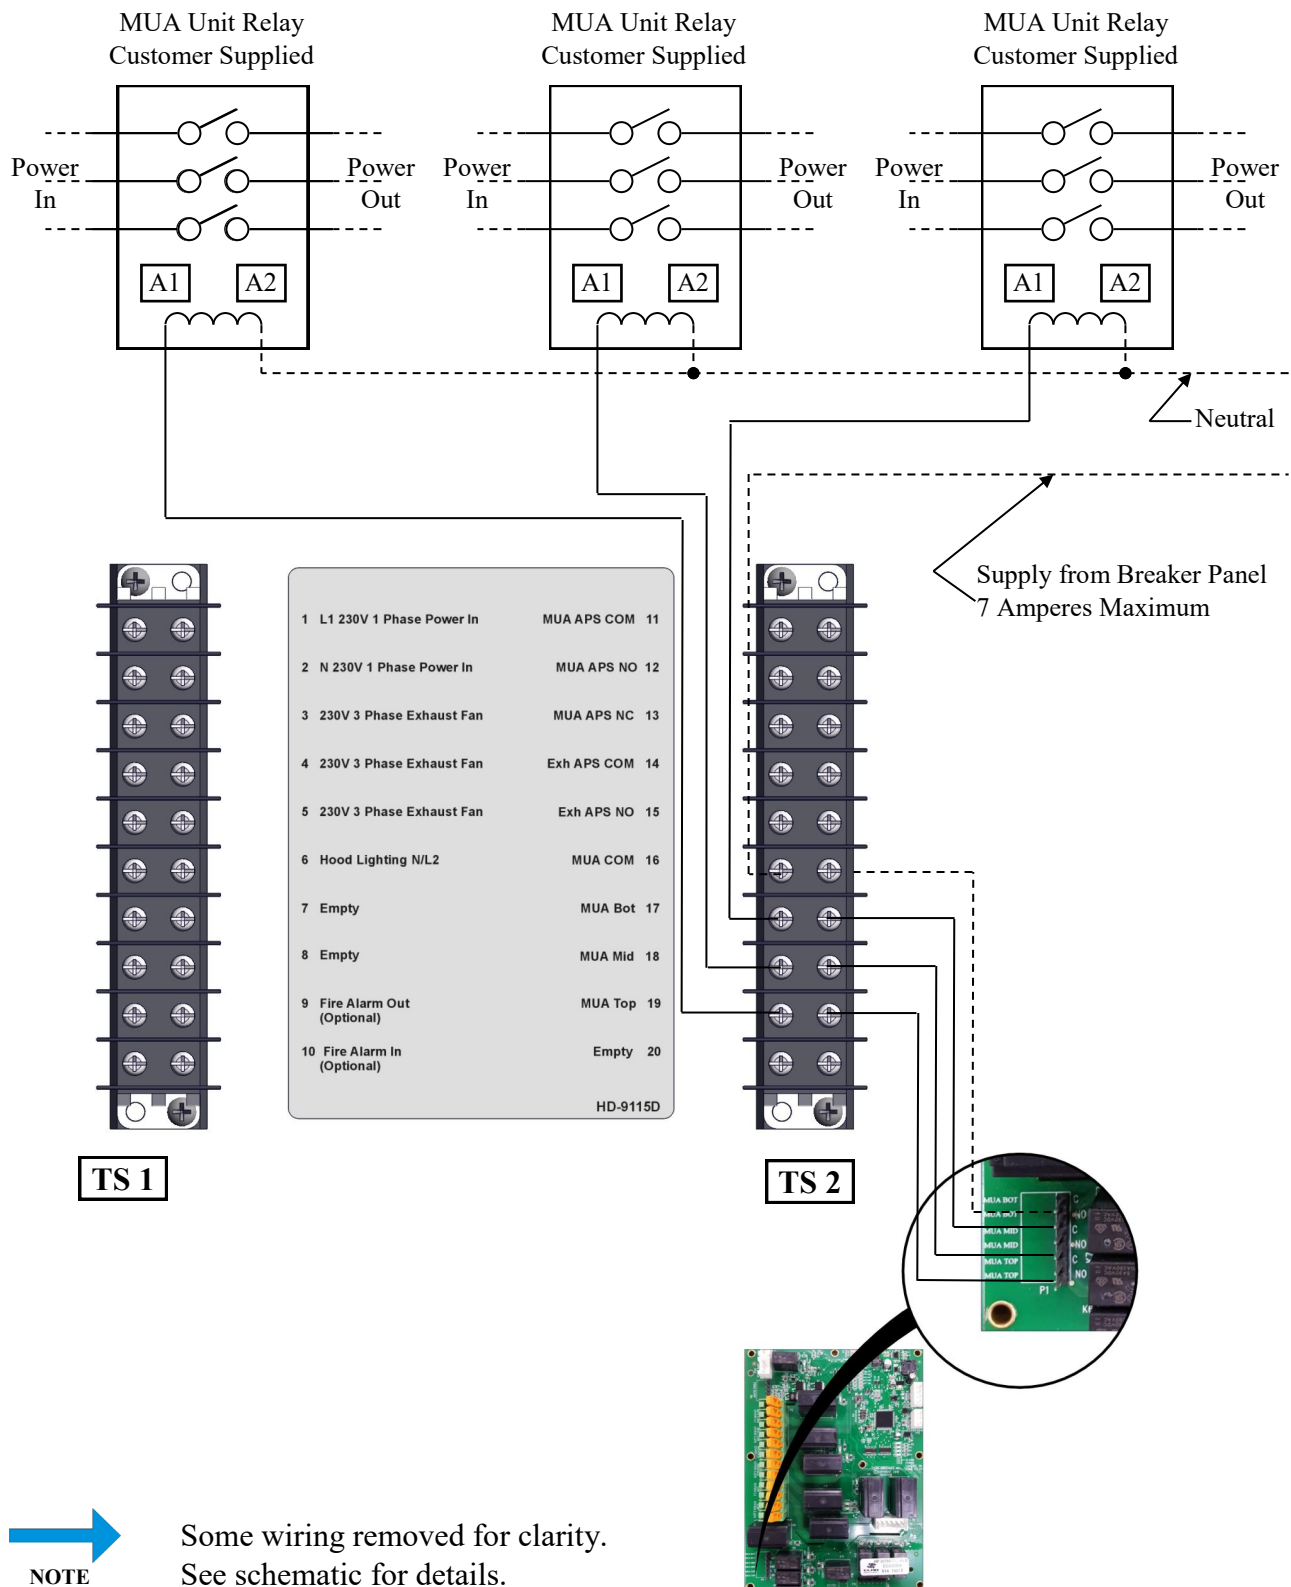 MUA Unit Relay
Customer Supplied
MUA Unit Relay
Customer Supplied
MUA Unit Relay
Customer Supplied
Power
In
Power
Out
Power
In
Power
Out
Power
In
Power
Out
A1
A2
A1
A2
A1
A2
Neutral
Supply from Breaker Panel
7 Amperes Maximum
1 L1 230V 1 Phase Power In
MUA APS COM 11
2 N 230V 1 Phase Power In
MUA APS NO 12
3 230V 3 Phase Exhaust Fan
MUA APS NC 13
4 230V 3 Phase Exhaust Fan
Exh APS COM 14
5 230V 3 Phase Exhaust Fan
Exh APS NO 15
6 Hood Lighting N/L2
MUA COM 16
7 Empty
MUA Bot 17
8 Empty
MUA Mid 18
9 Fire Alarm Out
(Optional)
MUA Top 19
10 Fire Alarm In
(Optional)
Empty 20
HD-9115D
TS 1
TS 2
MUA BOT C
MUA BOT NO
MUA MID C
MUA MID NO
MUA TOP C
MUA TOP NO
P1
Some wiring removed for clarity.
See schematic for details.
NOTE